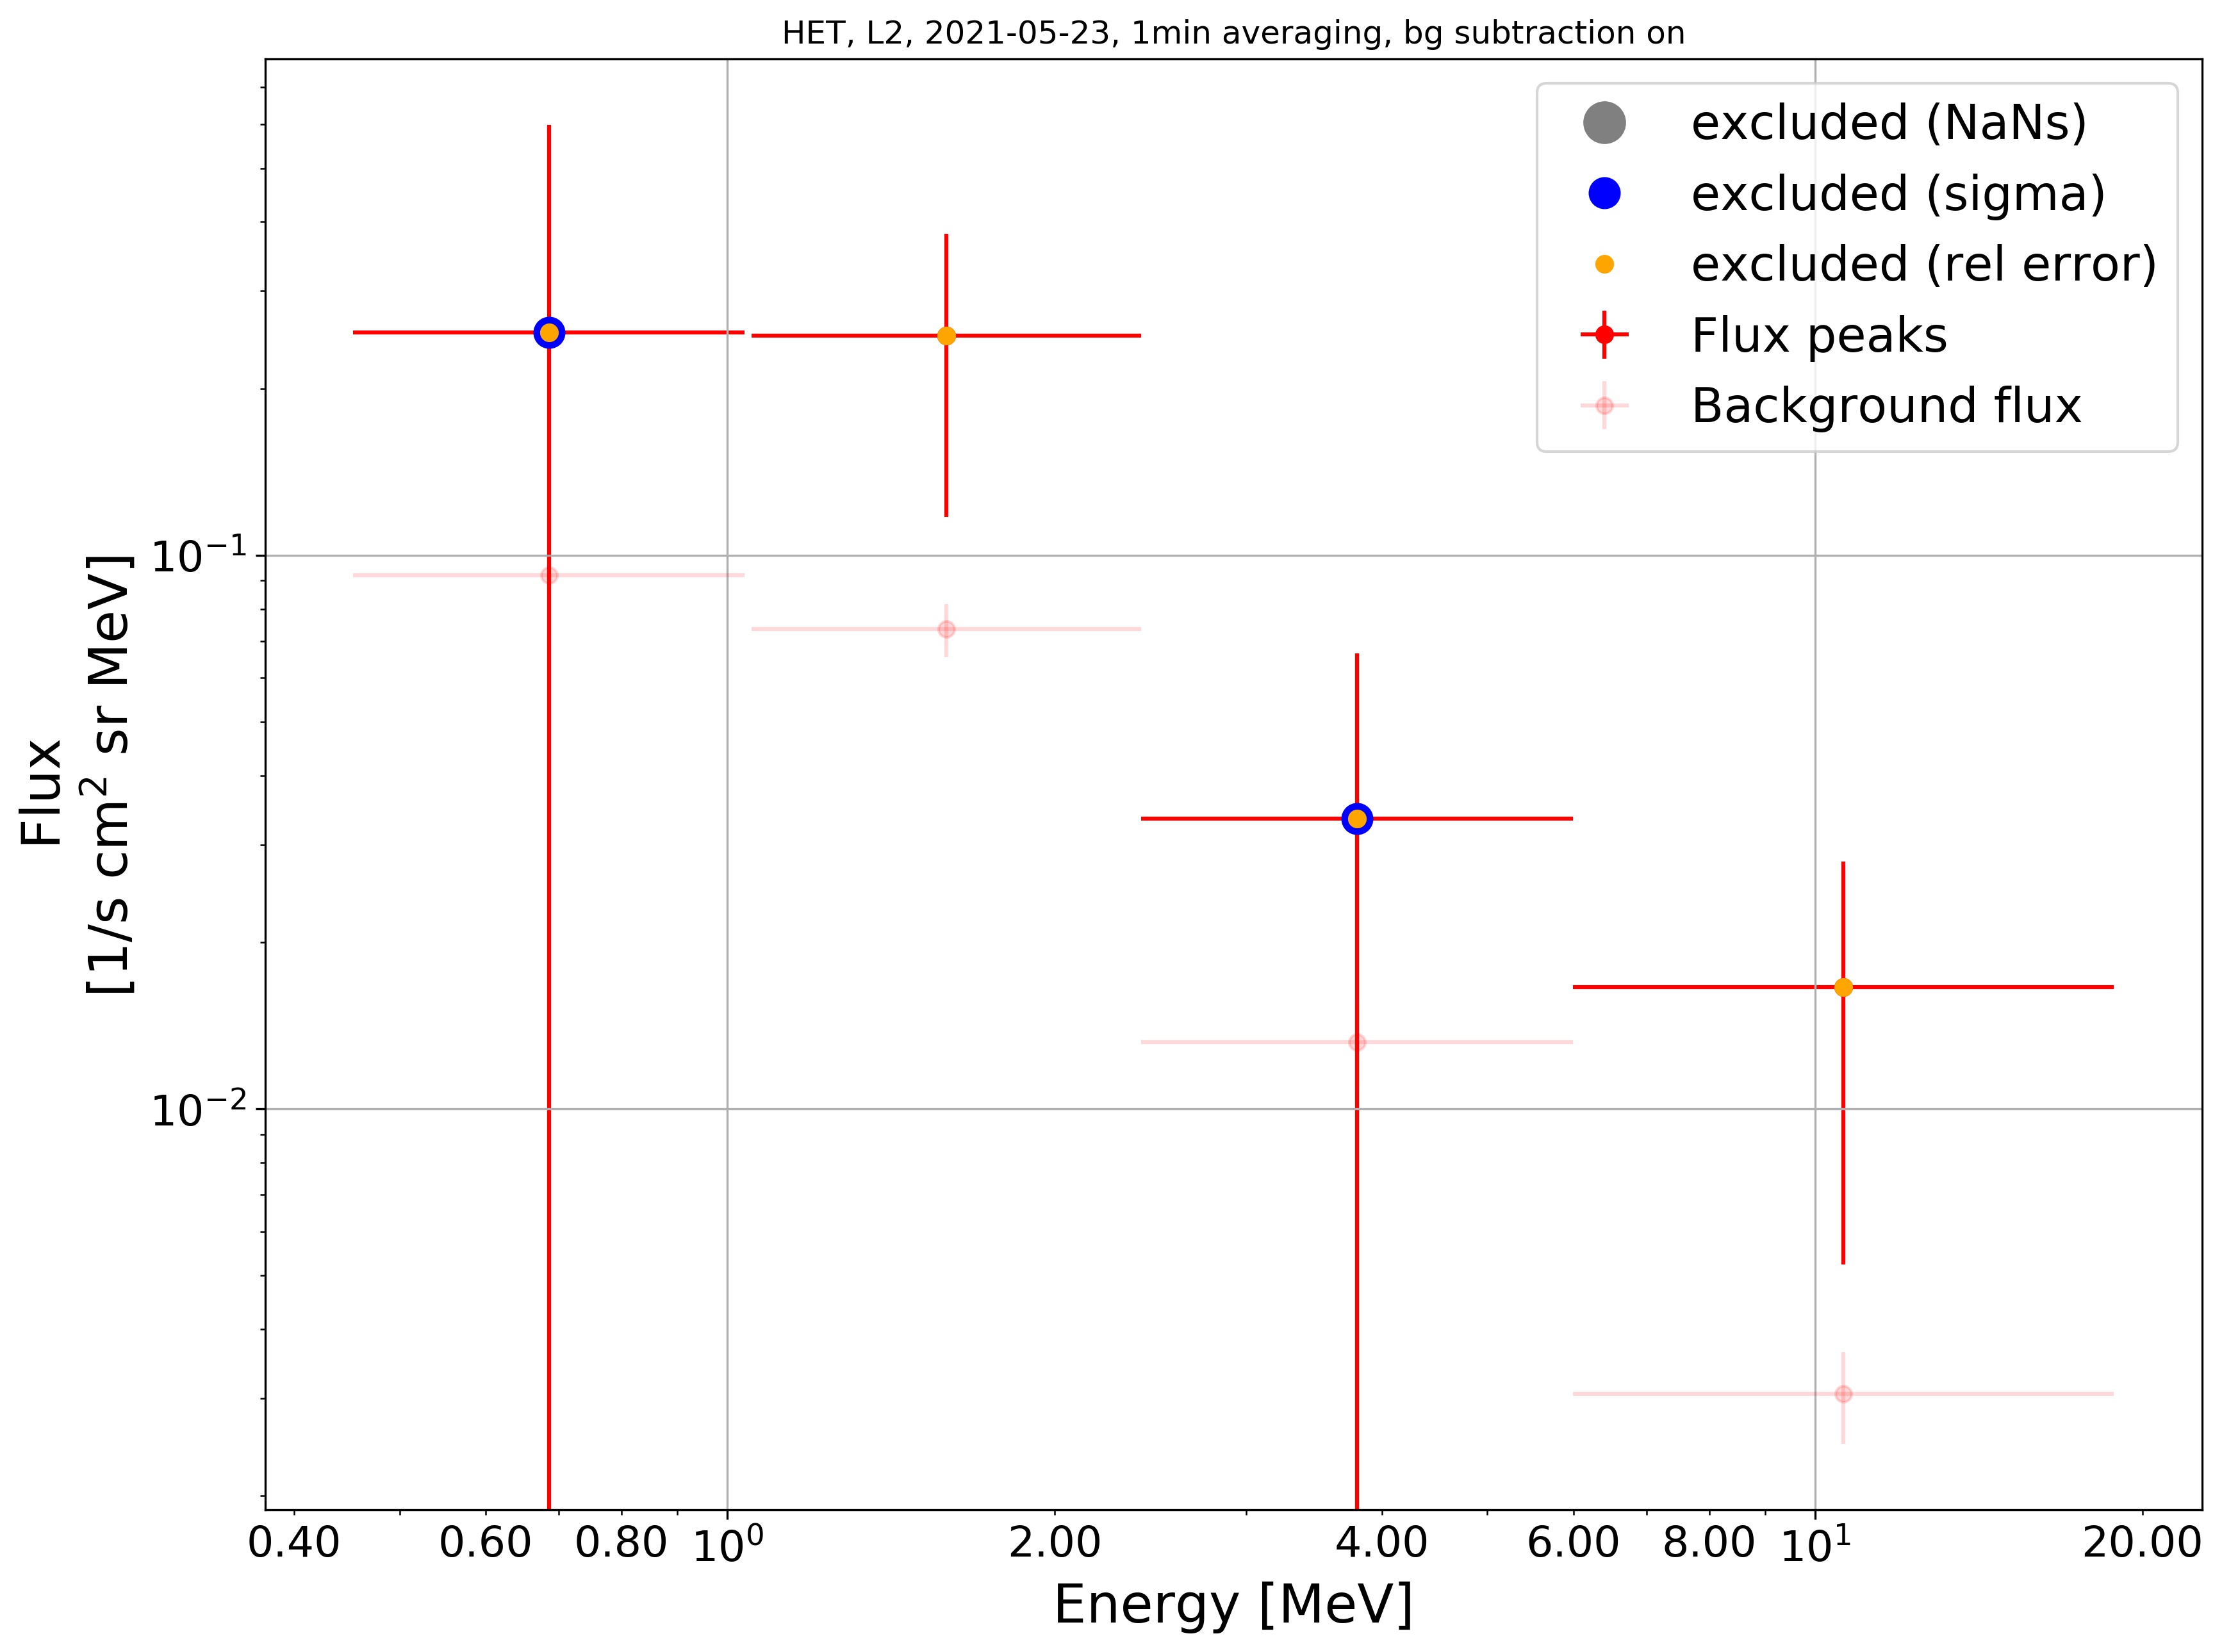 HET, L2, 2021-05-23, 1min averaging, bg subtraction on
excluded (NaNs)
excluded (sigma)
excluded (rel error)
Flux peaks
Background flux
Flux
[1/s cm² sr MeV]
10⁻¹
10⁻²
0.40 0.60 0.80 10⁰ 2.00 4.00 6.00 8.00 10¹ 20.00
Energy [MeV]